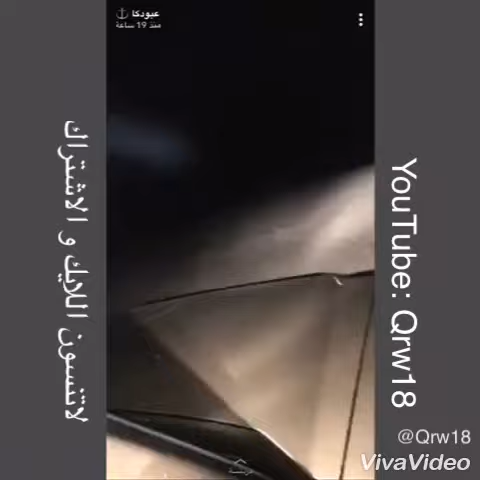 عبودكا ⚓
منذ 19 ساعة
لاتنسون اللايك و الاشتراك
YouTube: Qrw18
@Qrw18
VivaVideo